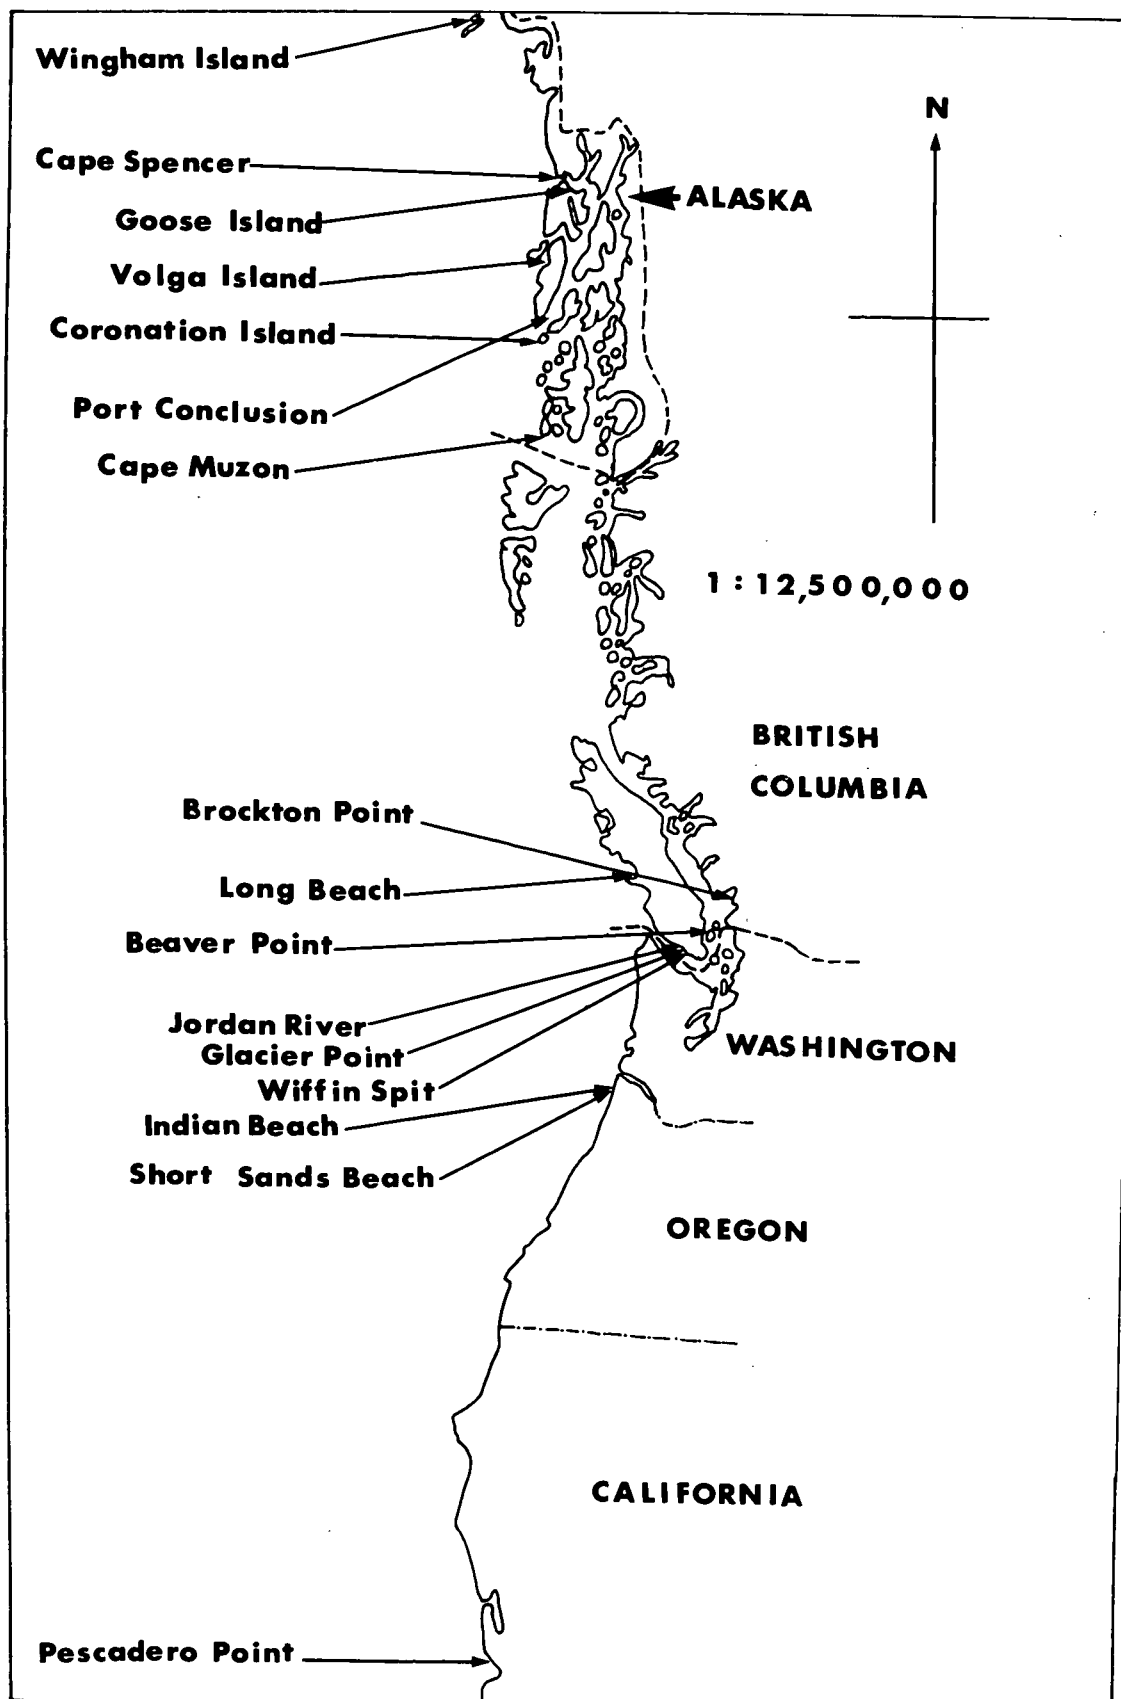 Wingham Island
N
Cape Spencer
ALASKA
Goose Island
Volga Island
Coronation Island
Port Conclusion
Cape Muzon
1 : 12,500,000
BRITISH
COLUMBIA
Brockton Point
Long Beach
Beaver Point
Jordan River
WASHINGTON
Glacier Point
Wiffin Spit
Indian Beach
Short Sands Beach
OREGON
CALIFORNIA
Pescadero Point